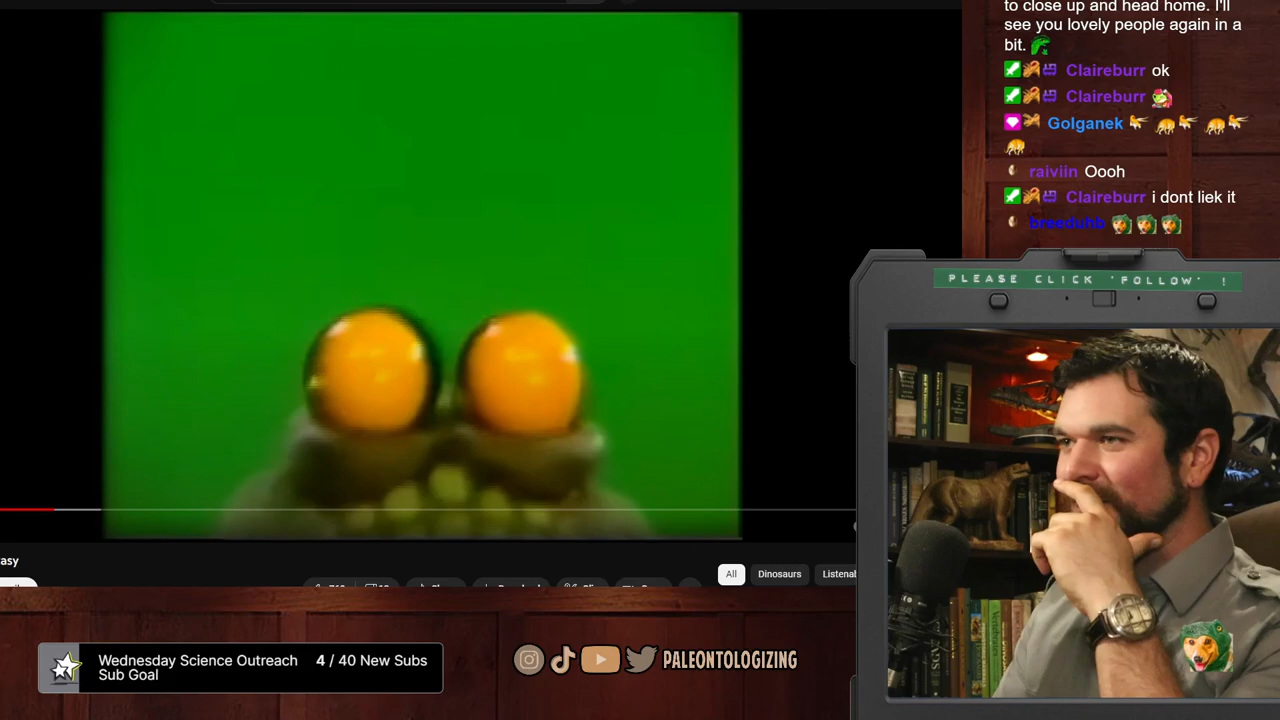 to close up and head home. I'll
see you lovely people again in a
bit.
Claireburr ok
Claireburr
Golganek
raiviin Oooh
Claireburr i dont liek it
breeduhb
PLEASE CLICK 'FOLLOW' !
asy
All Dinosaurs Listenab
Wednesday Science Outreach 4 / 40 New Subs
Sub Goal
PALEONTOLOGIZING